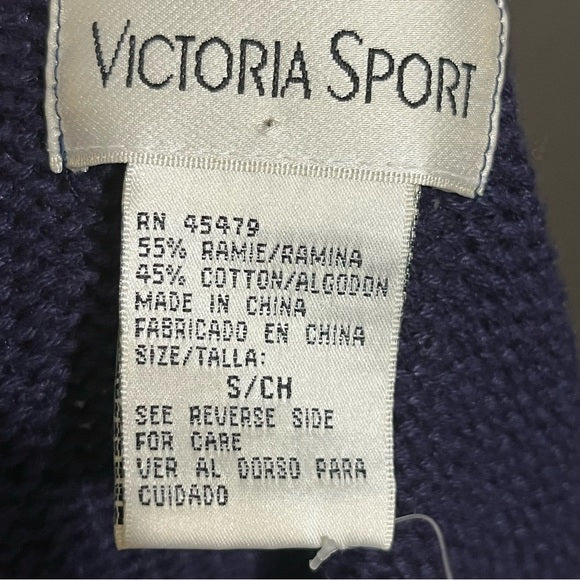 VICTORIA SPORT
RN 45479
55% RAMIE/RAMINA
45% COTTON/ALGODON
MADE IN CHINA
FABRICADO EN CHINA
SIZE/TALLA:
S/CH
SEE REVERSE SIDE
FOR CARE
VER AL DORSO PARA
CUIDADO